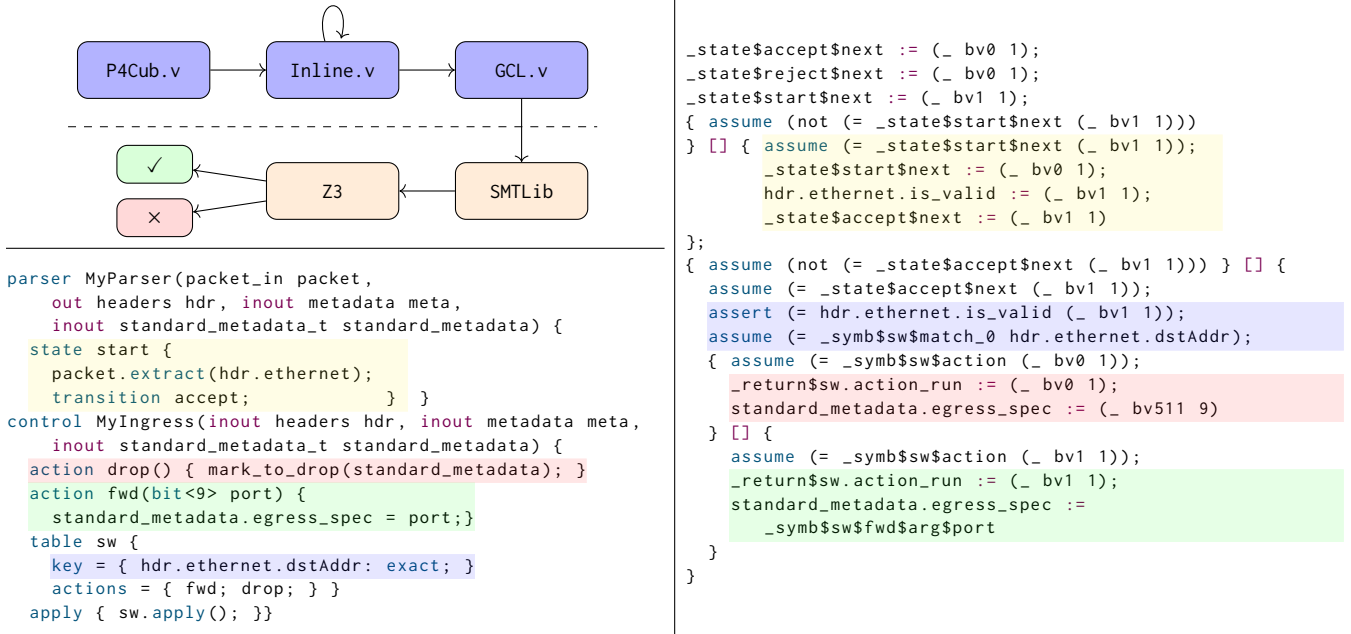 P4Cub.v
Inline.v
GCL.v
✓
×
Z3
SMTLib
parser MyParser(packet_in packet,
    out headers hdr, inout metadata meta,
    inout standard_metadata_t standard_metadata) {
  state start {
    packet.extract(hdr.ethernet);
    transition accept;            }  }
control MyIngress(inout headers hdr, inout metadata meta,
    inout standard_metadata_t standard_metadata) {
  action drop() { mark_to_drop(standard_metadata); }
  action fwd(bit<9> port) {
    standard_metadata.egress_spec = port;}
  table sw {
    key = { hdr.ethernet.dstAddr: exact; }
    actions = { fwd; drop; } }
  apply { sw.apply(); }}
_state$accept$next := (_ bv0 1);
_state$reject$next := (_ bv0 1);
_state$start$next := (_ bv1 1);
{ assume (not (= _state$start$next (_ bv1 1)))
} [] { assume (= _state$start$next (_ bv1 1));
       _state$start$next := (_ bv0 1);
       hdr.ethernet.is_valid := (_ bv1 1);
       _state$accept$next := (_ bv1 1)
};
{ assume (not (= _state$accept$next (_ bv1 1))) } [] {
  assume (= _state$accept$next (_ bv1 1));
  assert (= hdr.ethernet.is_valid (_ bv1 1));
  assume (= _symb$sw$match_0 hdr.ethernet.dstAddr);
  { assume (= _symb$sw$action (_ bv0 1));
    _return$sw.action_run := (_ bv0 1);
    standard_metadata.egress_spec := (_ bv511 9)
  } [] {
    assume (= _symb$sw$action (_ bv1 1));
    _return$sw.action_run := (_ bv1 1);
    standard_metadata.egress_spec :=
       _symb$sw$fwd$arg$port
  }
}